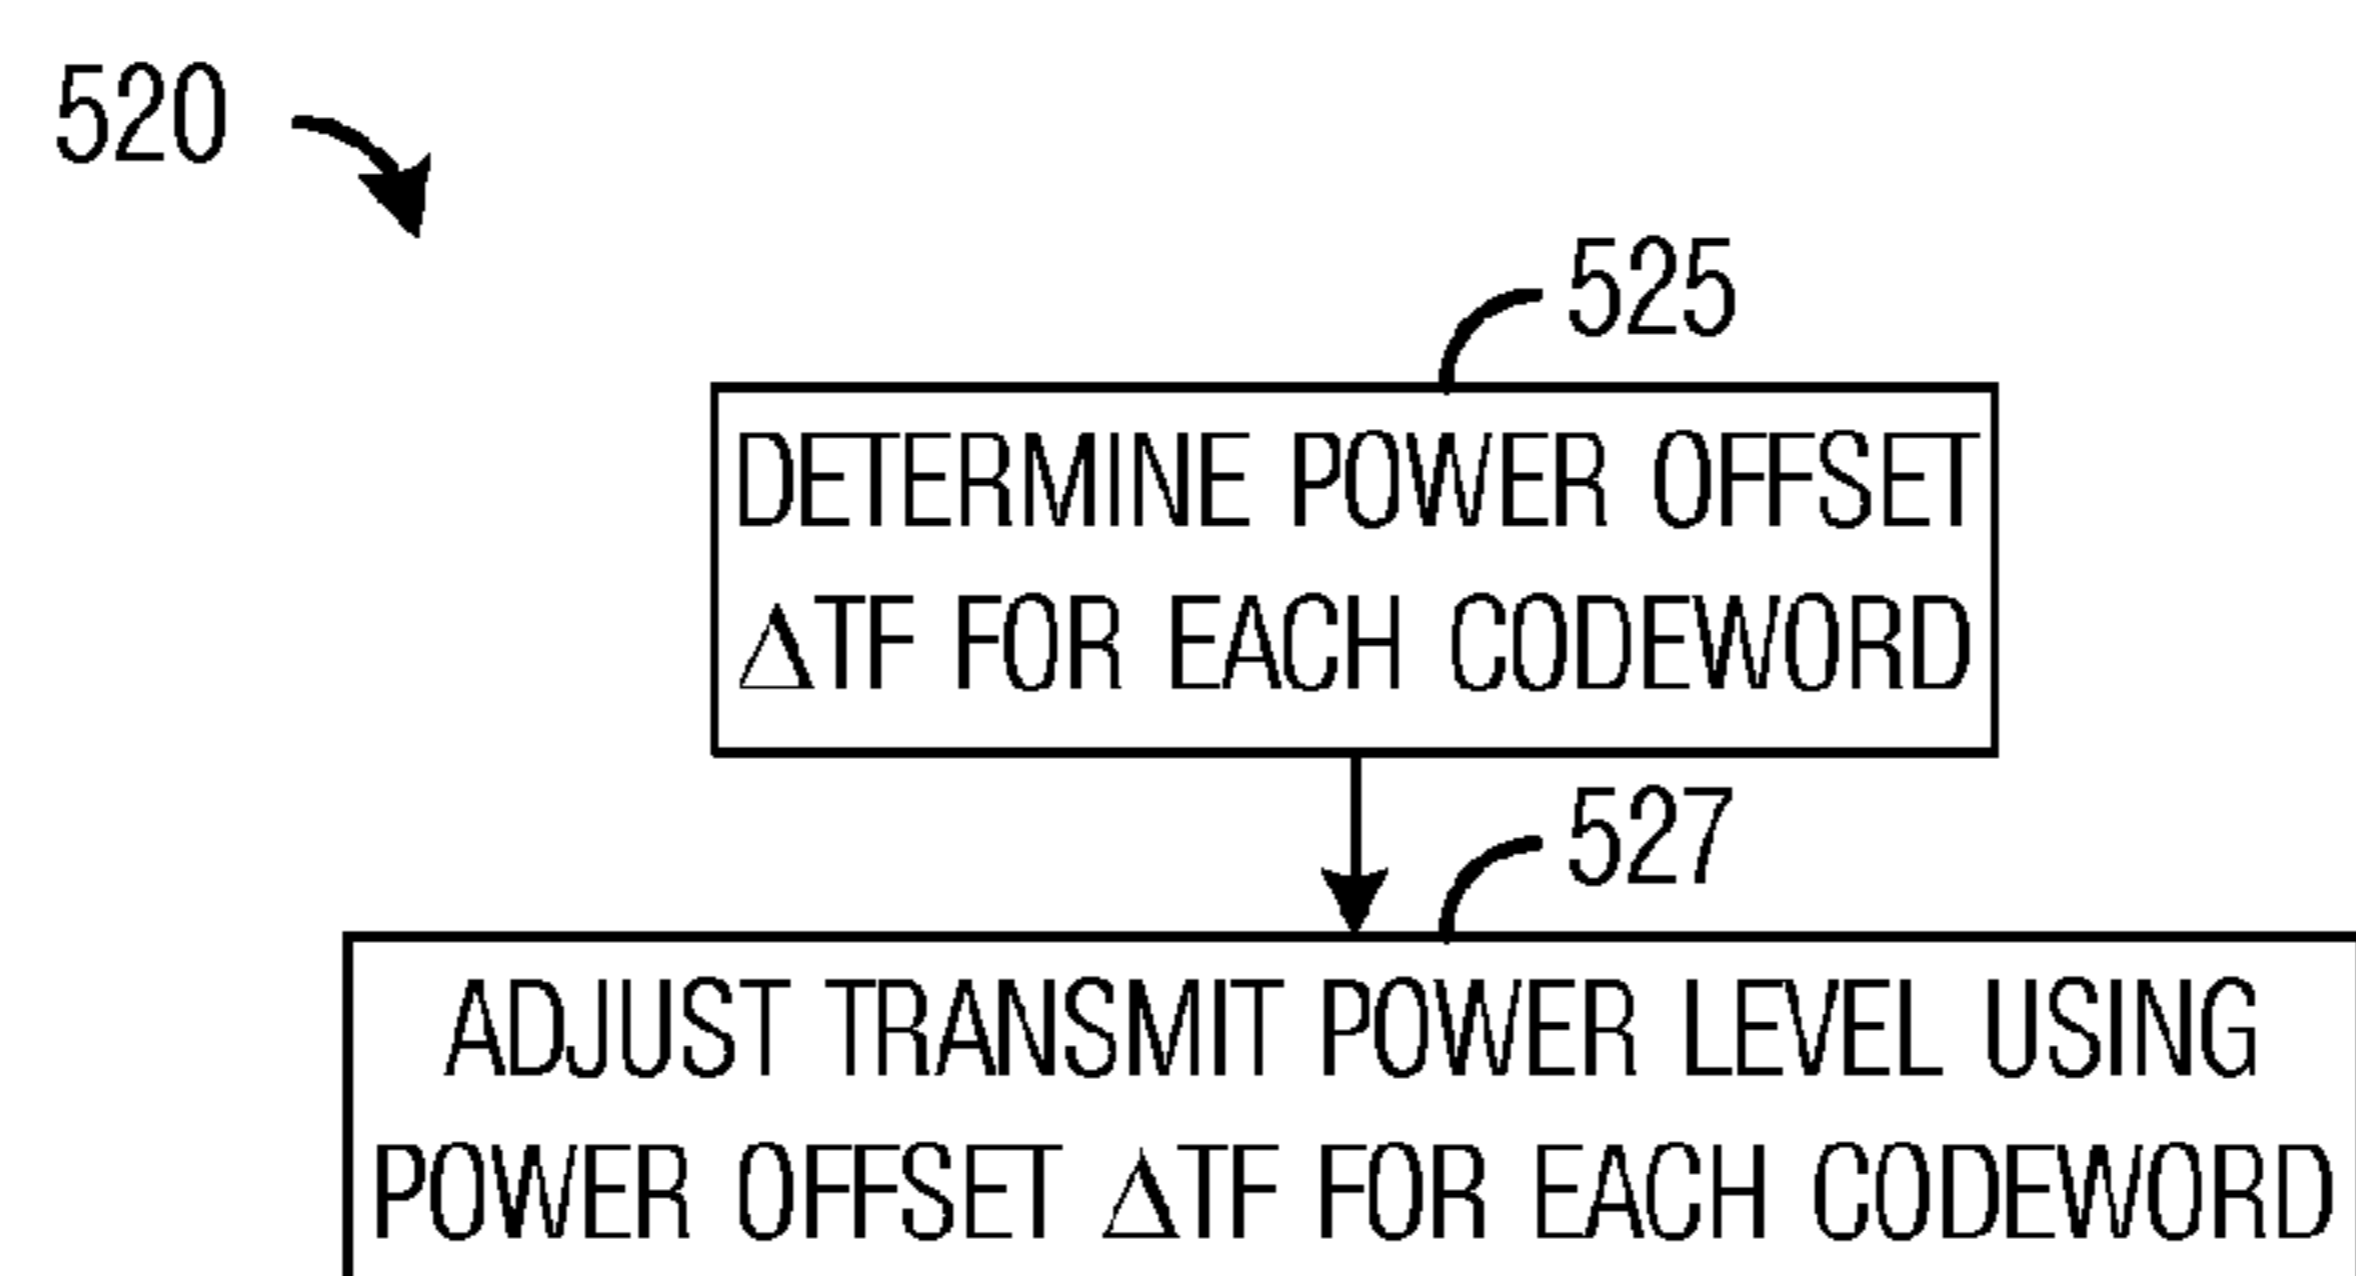 520
525
DETERMINE POWER OFFSET
ΔTF FOR EACH CODEWORD
527
ADJUST TRANSMIT POWER LEVEL USING
POWER OFFSET ΔTF FOR EACH CODEWORD